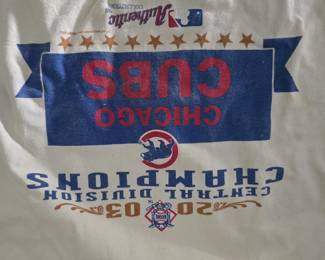 Authentic
COLLECTION
CHICAGO
CUBS
CENTRAL DIVISION
CHAMPIONS
2003